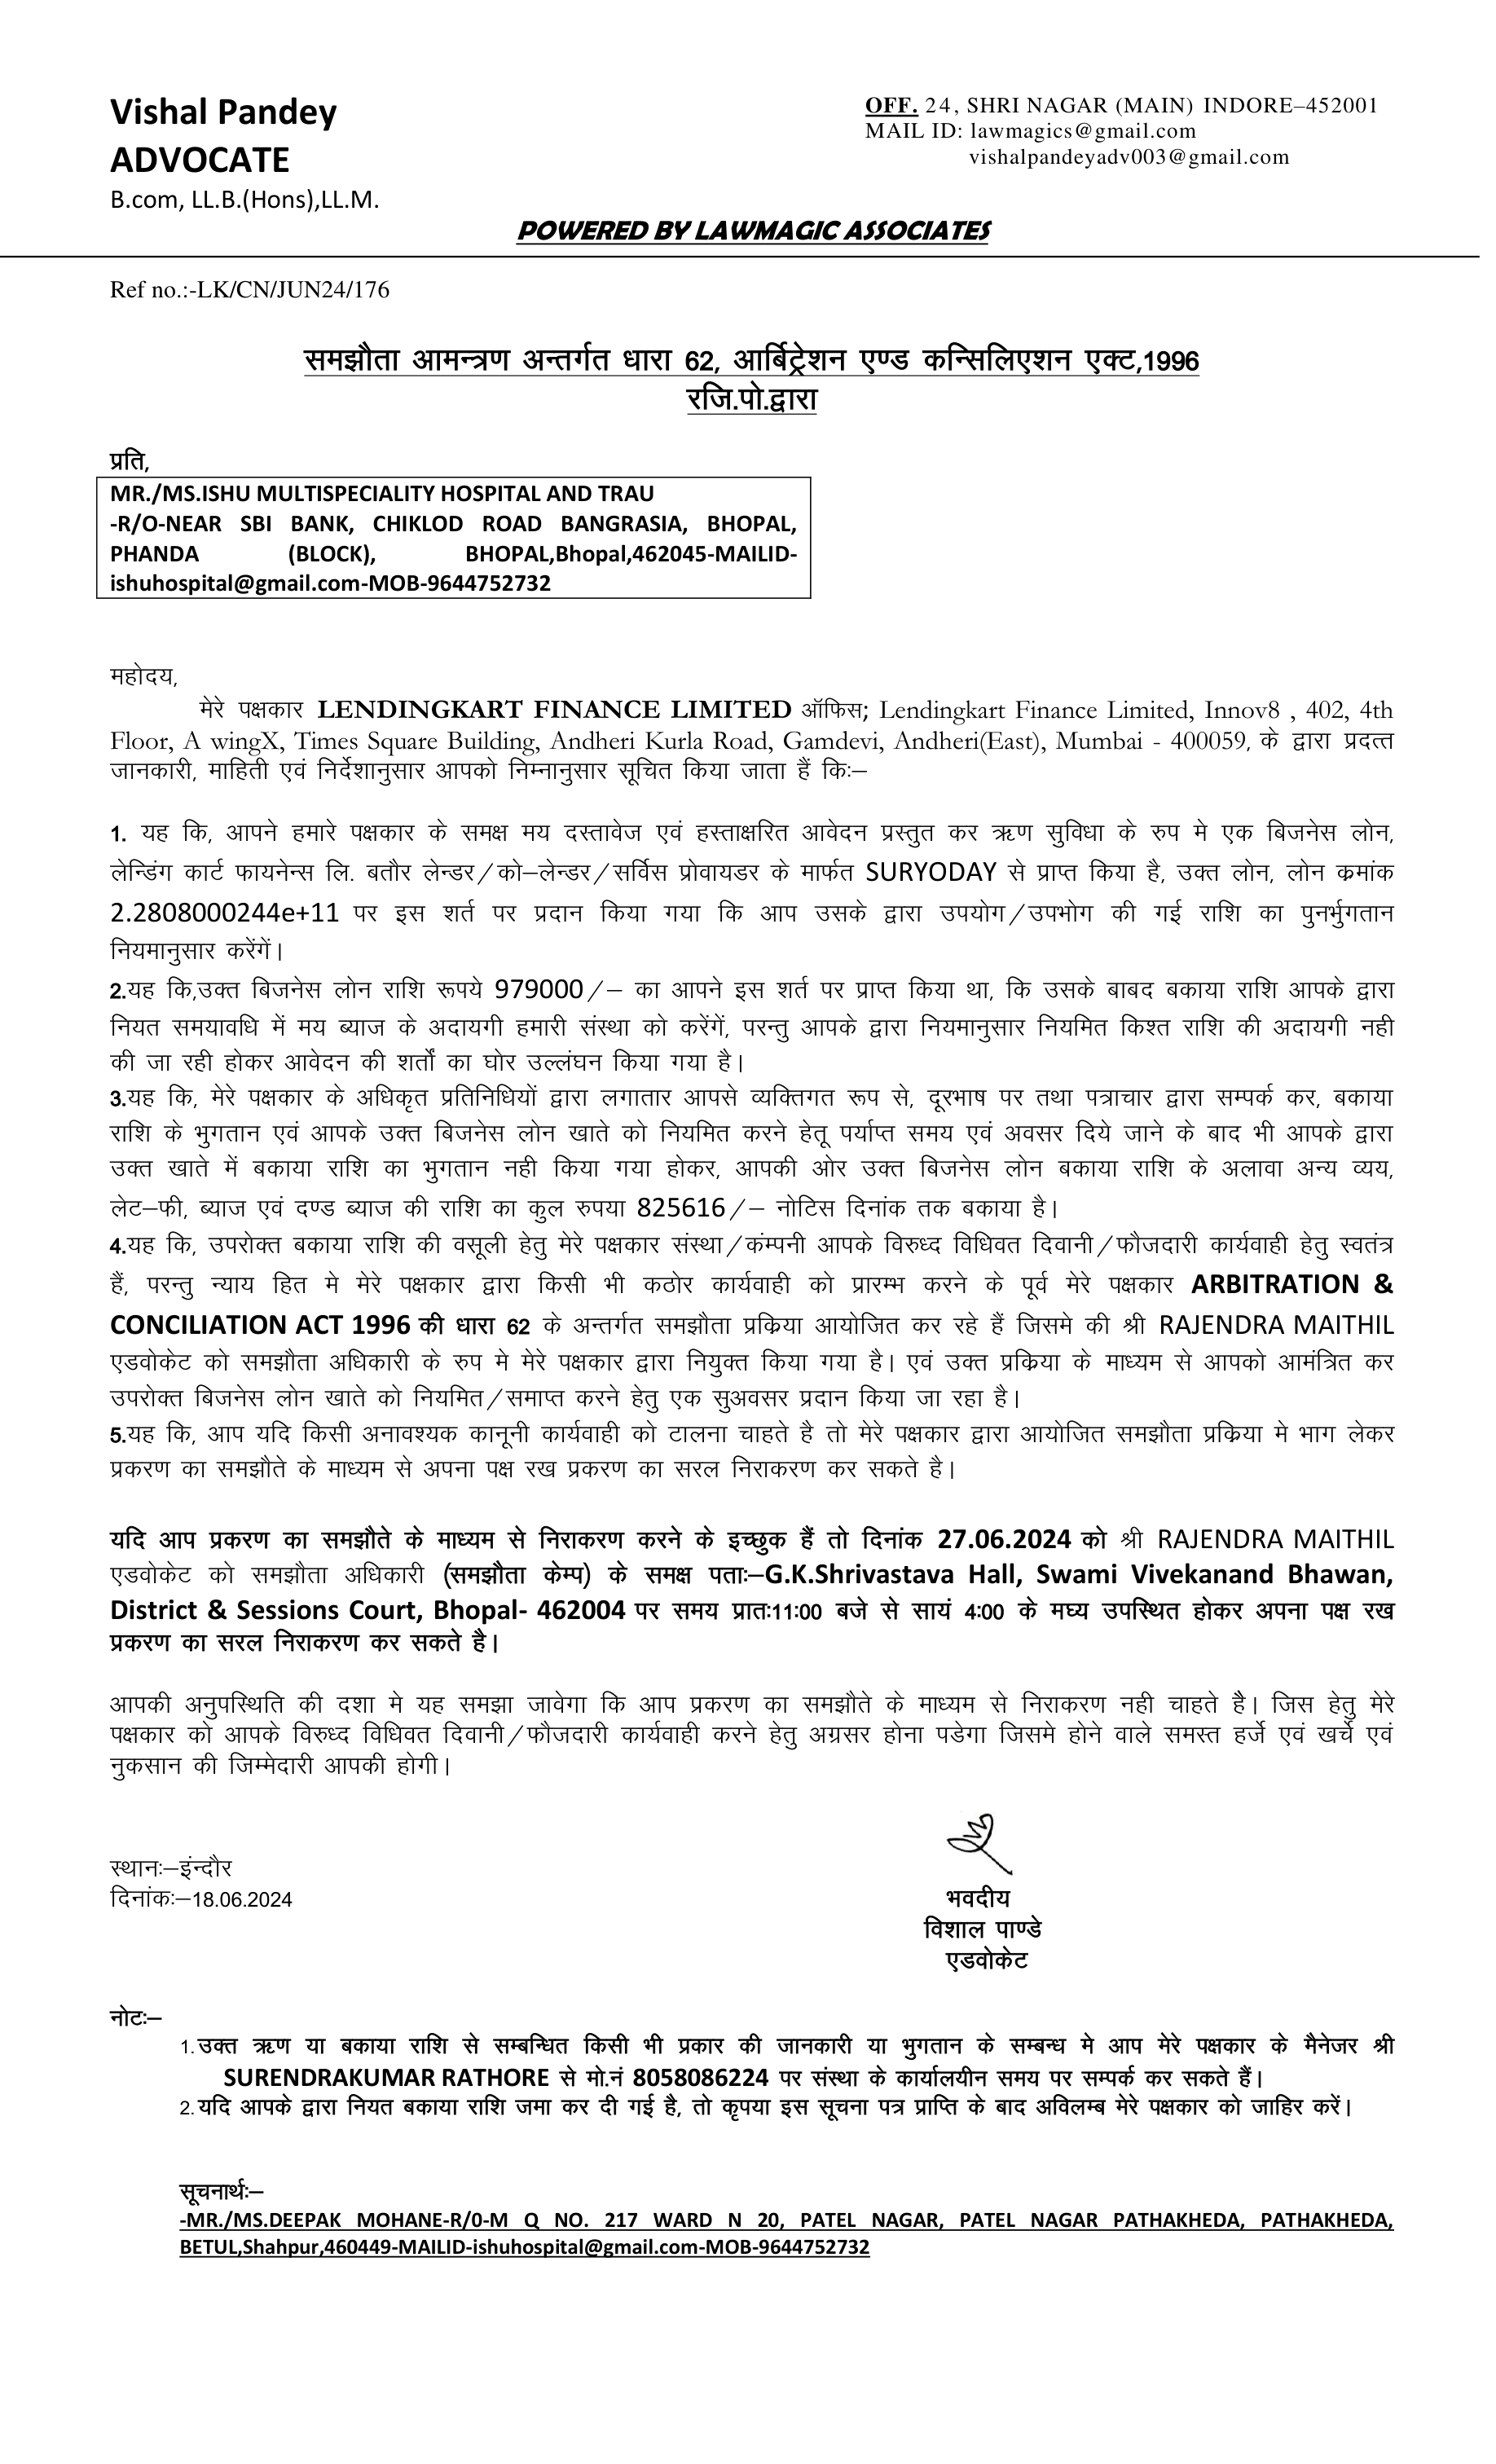 Vishal Pandey
ADVOCATE
B.com, LL.B.(Hons),LL.M.
OFF. 24, SHRI NAGAR (MAIN) INDORE–452001
MAIL ID: lawmagics@gmail.com
vishalpandeyadv003@gmail.com
POWERED BY LAWMAGIC ASSOCIATES
Ref no.:-LK/CN/JUN24/176
समझौता आमन्त्रण अन्तर्गत धारा 62, आर्बिट्रेशन एण्ड कन्सिलिएशन एक्ट,1996
रजि.पो.द्वारा
प्रति,
MR./MS.ISHU MULTISPECIALITY HOSPITAL AND TRAU
-R/O-NEAR SBI BANK, CHIKLOD ROAD BANGRASIA, BHOPAL,
PHANDA (BLOCK), BHOPAL,Bhopal,462045-MAILID-
ishuhospital@gmail.com-MOB-9644752732
महोदय,
मेरे पक्षकार LENDINGKART FINANCE LIMITED ऑफिस; Lendingkart Finance Limited, Innov8 , 402, 4th
Floor, A wingX, Times Square Building, Andheri Kurla Road, Gamdevi, Andheri(East), Mumbai - 400059, के द्वारा प्रदत्त
जानकारी, माहिती एवं निर्देशानुसार आपको निम्नानुसार सूचित किया जाता हैं कि:–
1. यह कि, आपने हमारे पक्षकार के समक्ष मय दस्तावेज एवं हस्ताक्षरित आवेदन प्रस्तुत कर ऋण सुविधा के रुप मे एक बिजनेस लोन,
लेन्डिंग कार्ट फायनेन्स लि. बतौर लेन्डर/को–लेन्डर/सर्विस प्रोवायडर के मार्फत SURYODAY से प्राप्त किया है, उक्त लोन, लोन क्रमांक
2.2808000244e+11 पर इस शर्त पर प्रदान किया गया कि आप उसके द्वारा उपयोग/उपभोग की गई राशि का पुनर्भुगतान
नियमानुसार करेंगें।
2.यह कि,उक्त बिजनेस लोन राशि रूपये 979000/– का आपने इस शर्त पर प्राप्त किया था, कि उसके बाबद बकाया राशि आपके द्वारा
नियत समयावधि में मय ब्याज के अदायगी हमारी संस्था को करेंगें, परन्तु आपके द्वारा नियमानुसार नियमित किश्त राशि की अदायगी नही
की जा रही होकर आवेदन की शर्तों का घोर उल्लंघन किया गया है।
3.यह कि, मेरे पक्षकार के अधिकृत प्रतिनिधियों द्वारा लगातार आपसे व्यक्तिगत रूप से, दूरभाष पर तथा पत्राचार द्वारा सम्पर्क कर, बकाया
राशि के भुगतान एवं आपके उक्त बिजनेस लोन खाते को नियमित करने हेतू पर्याप्त समय एवं अवसर दिये जाने के बाद भी आपके द्वारा
उक्त खाते में बकाया राशि का भुगतान नही किया गया होकर, आपकी ओर उक्त बिजनेस लोन बकाया राशि के अलावा अन्य व्यय,
लेट–फी, ब्याज एवं दण्ड ब्याज की राशि का कुल रुपया 825616/– नोटिस दिनांक तक बकाया है।
4.यह कि, उपरोक्त बकाया राशि की वसूली हेतु मेरे पक्षकार संस्था/कंम्पनी आपके विरुध्द विधिवत दिवानी/फौजदारी कार्यवाही हेतु स्वतंत्र
हैं, परन्तु न्याय हित मे मेरे पक्षकार द्वारा किसी भी कठोर कार्यवाही को प्रारम्भ करने के पूर्व मेरे पक्षकार ARBITRATION &
CONCILIATION ACT 1996 की धारा 62 के अन्तर्गत समझौता प्रक्रिया आयोजित कर रहे हैं जिसमे की श्री RAJENDRA MAITHIL
एडवोकेट को समझौता अधिकारी के रुप मे मेरे पक्षकार द्वारा नियुक्त किया गया है। एवं उक्त प्रक्रिया के माध्यम से आपको आमंत्रित कर
उपरोक्त बिजनेस लोन खाते को नियमित/समाप्त करने हेतु एक सुअवसर प्रदान किया जा रहा है।
5.यह कि, आप यदि किसी अनावश्यक कानूनी कार्यवाही को टालना चाहते है तो मेरे पक्षकार द्वारा आयोजित समझौता प्रक्रिया मे भाग लेकर
प्रकरण का समझौते के माध्यम से अपना पक्ष रख प्रकरण का सरल निराकरण कर सकते है।
यदि आप प्रकरण का समझौते के माध्यम से निराकरण करने के इच्छुक हैं तो दिनांक 27.06.2024 को श्री RAJENDRA MAITHIL
एडवोकेट को समझौता अधिकारी (समझौता केम्प) के समक्ष पता:–G.K.Shrivastava Hall, Swami Vivekanand Bhawan,
District & Sessions Court, Bhopal- 462004 पर समय प्रात:11:00 बजे से सायं 4:00 के मघ्य उपस्थित होकर अपना पक्ष रख
प्रकरण का सरल निराकरण कर सकते है।
आपकी अनुपस्थिति की दशा मे यह समझा जावेगा कि आप प्रकरण का समझौते के माध्यम से निराकरण नही चाहते है। जिस हेतु मेरे
पक्षकार को आपके विरुध्द विधिवत दिवानी/फौजदारी कार्यवाही करने हेतु अग्रसर होना पडेगा जिसमे होने वाले समस्त हर्जे एवं खर्चे एवं
नुकसान की जिम्मेदारी आपकी होगी।
स्थान:–इंन्दौर
दिनांक:–18.06.2024
भवदीय
विशाल पाण्डे
एडवोकेट
नोट:–
1.उक्त ऋण या बकाया राशि से सम्बन्धित किसी भी प्रकार की जानकारी या भुगतान के सम्बन्ध मे आप मेरे पक्षकार के मैनेजर श्री
SURENDRAKUMAR RATHORE से मो.नं 8058086224 पर संस्था के कार्यालयीन समय पर सम्पर्क कर सकते हैं।
2.यदि आपके द्वारा नियत बकाया राशि जमा कर दी गई है, तो कृपया इस सूचना पत्र प्राप्ति के बाद अविलम्ब मेरे पक्षकार को जाहिर करें।
सूचनार्थ:–
-MR./MS.DEEPAK MOHANE-R/0-M Q NO. 217 WARD N 20, PATEL NAGAR, PATEL NAGAR PATHAKHEDA, PATHAKHEDA,
BETUL,Shahpur,460449-MAILID-ishuhospital@gmail.com-MOB-9644752732